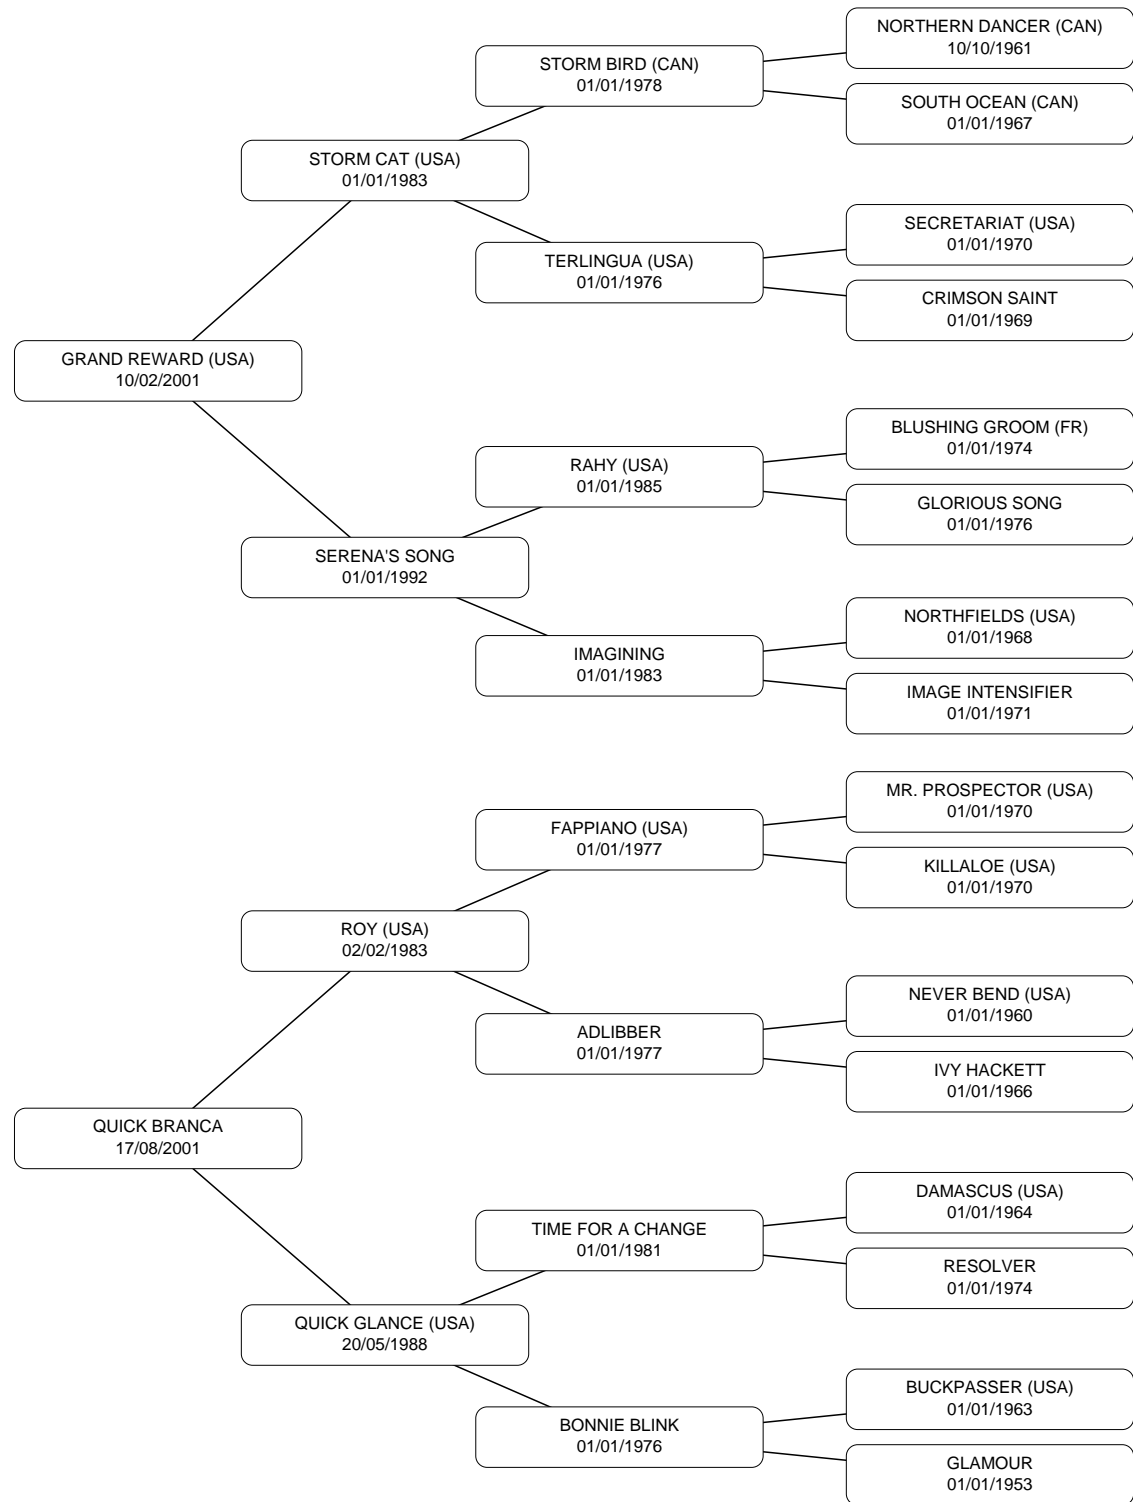 NORTHERN DANCER (CAN)
10/10/1961
STORM BIRD (CAN)
01/01/1978
SOUTH OCEAN (CAN)
01/01/1967
STORM CAT (USA)
01/01/1983
SECRETARIAT (USA)
01/01/1970
TERLINGUA (USA)
01/01/1976
CRIMSON SAINT
01/01/1969
GRAND REWARD (USA)
10/02/2001
BLUSHING GROOM (FR)
01/01/1974
RAHY (USA)
01/01/1985
GLORIOUS SONG
01/01/1976
SERENA'S SONG
01/01/1992
NORTHFIELDS (USA)
01/01/1968
IMAGINING
01/01/1983
IMAGE INTENSIFIER
01/01/1971
MR. PROSPECTOR (USA)
01/01/1970
FAPPIANO (USA)
01/01/1977
KILLALOE (USA)
01/01/1970
ROY (USA)
02/02/1983
NEVER BEND (USA)
01/01/1960
ADLIBBER
01/01/1977
IVY HACKETT
01/01/1966
QUICK BRANCA
17/08/2001
DAMASCUS (USA)
01/01/1964
TIME FOR A CHANGE
01/01/1981
RESOLVER
01/01/1974
QUICK GLANCE (USA)
20/05/1988
BUCKPASSER (USA)
01/01/1963
BONNIE BLINK
01/01/1976
GLAMOUR
01/01/1953